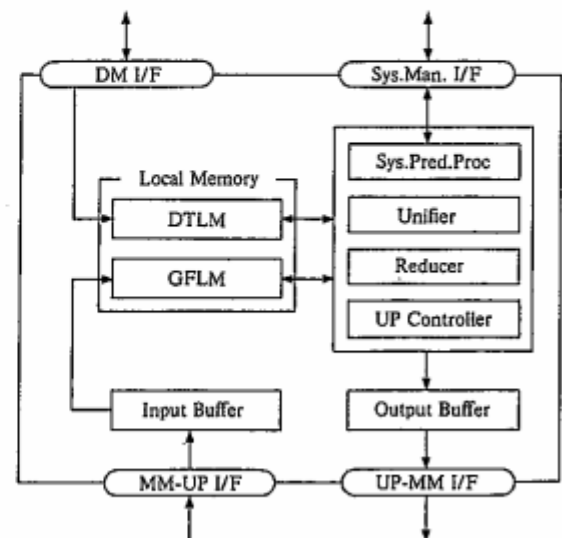 DM I/F
Sys.Man. I/F
Sys.Pred.Proc
Local Memory
DTLM
Unifier
GFLM
Reducer
UP Controller
Input Buffer
Output Buffer
MM-UP I/F
UP-MM I/F